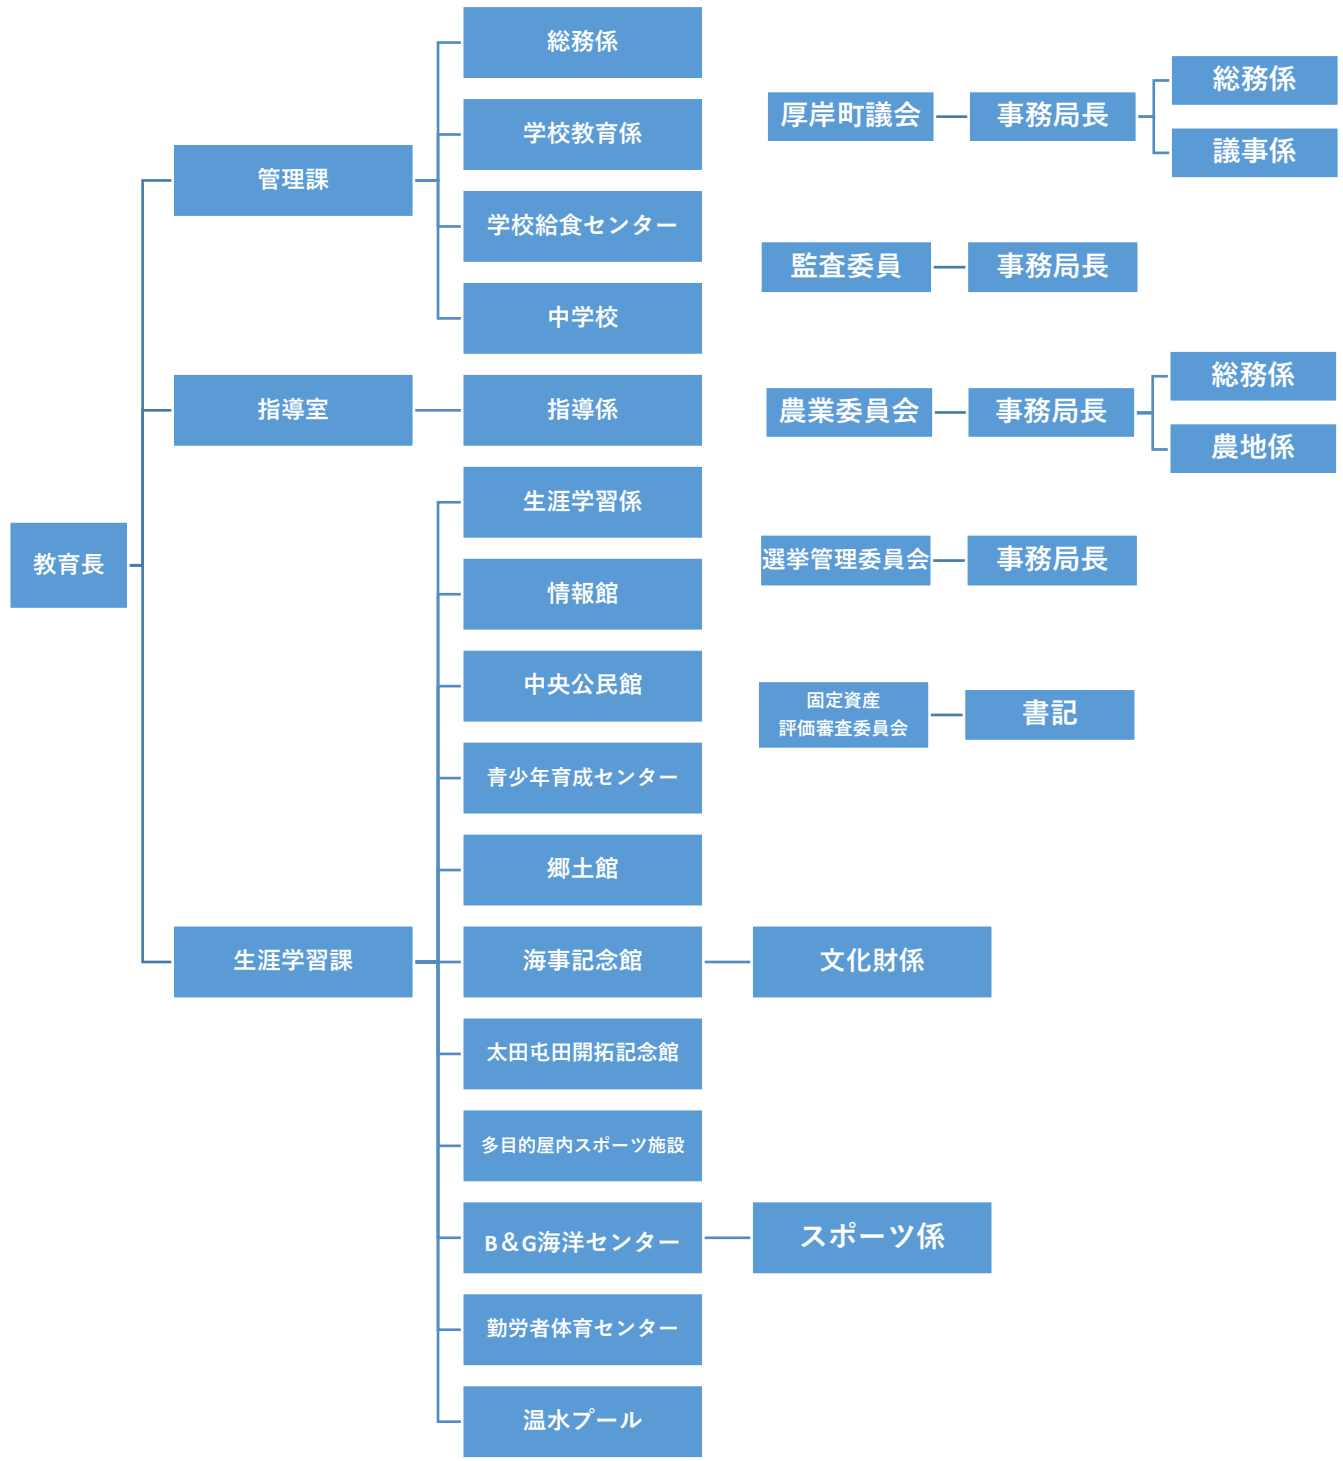 教育長
管理課
総務係
学校教育係
学校給食センター
中学校
指導室
指導係
生涯学習課
生涯学習係
情報館
中央公民館
青少年育成センター
郷土館
海事記念館
文化財係
太田屯田開拓記念館
多目的屋内スポーツ施設
B＆G海洋センター
スポーツ係
勤労者体育センター
温水プール
厚岸町議会
事務局長
総務係
議事係
監査委員
事務局長
農業委員会
事務局長
総務係
農地係
選挙管理委員会
事務局長
固定資産
評価審査委員会
書記